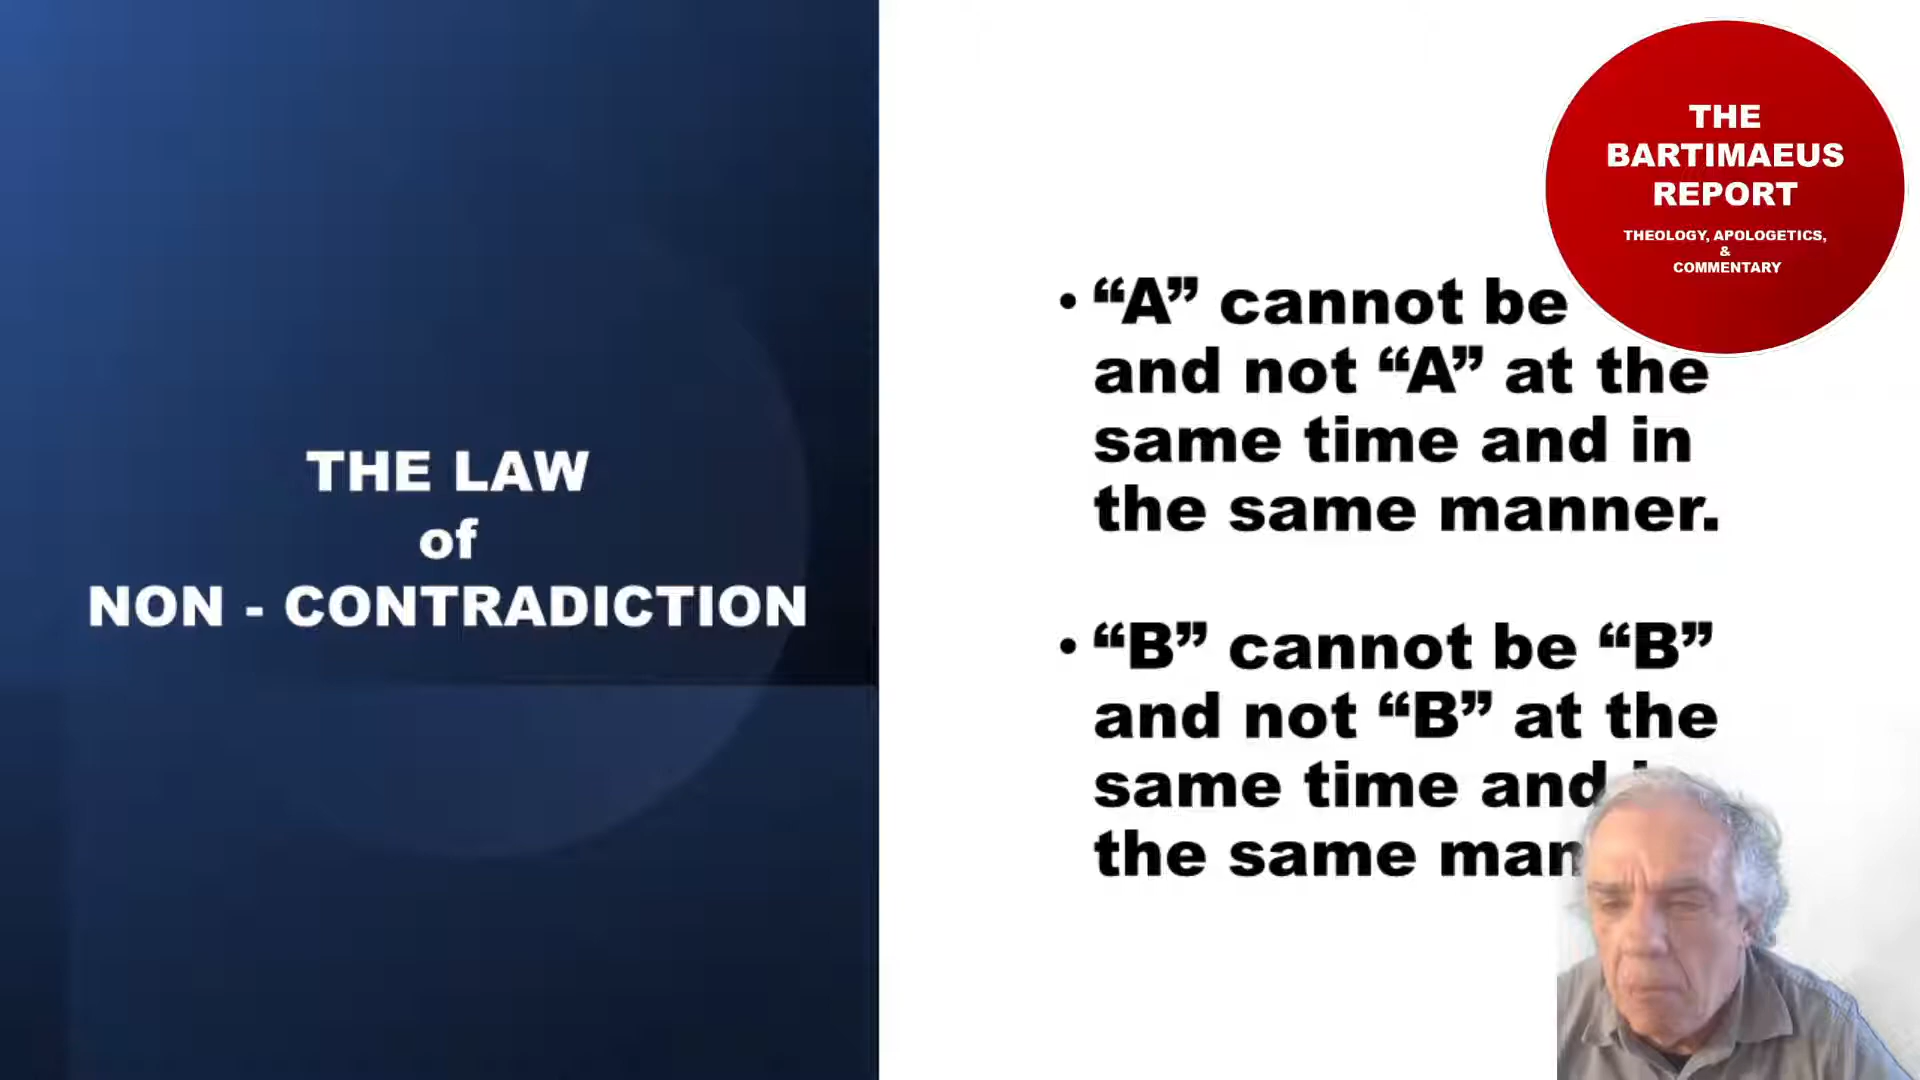 THE LAW
of
NON - CONTRADICTION
THE
BARTIMAEUS
REPORT
THEOLOGY, APOLOGETICS,
&
COMMENTARY
• “A” cannot be
and not “A” at the
same time and in
the same manner.
• “B” cannot be “B”
and not “B” at the
same time and
the same